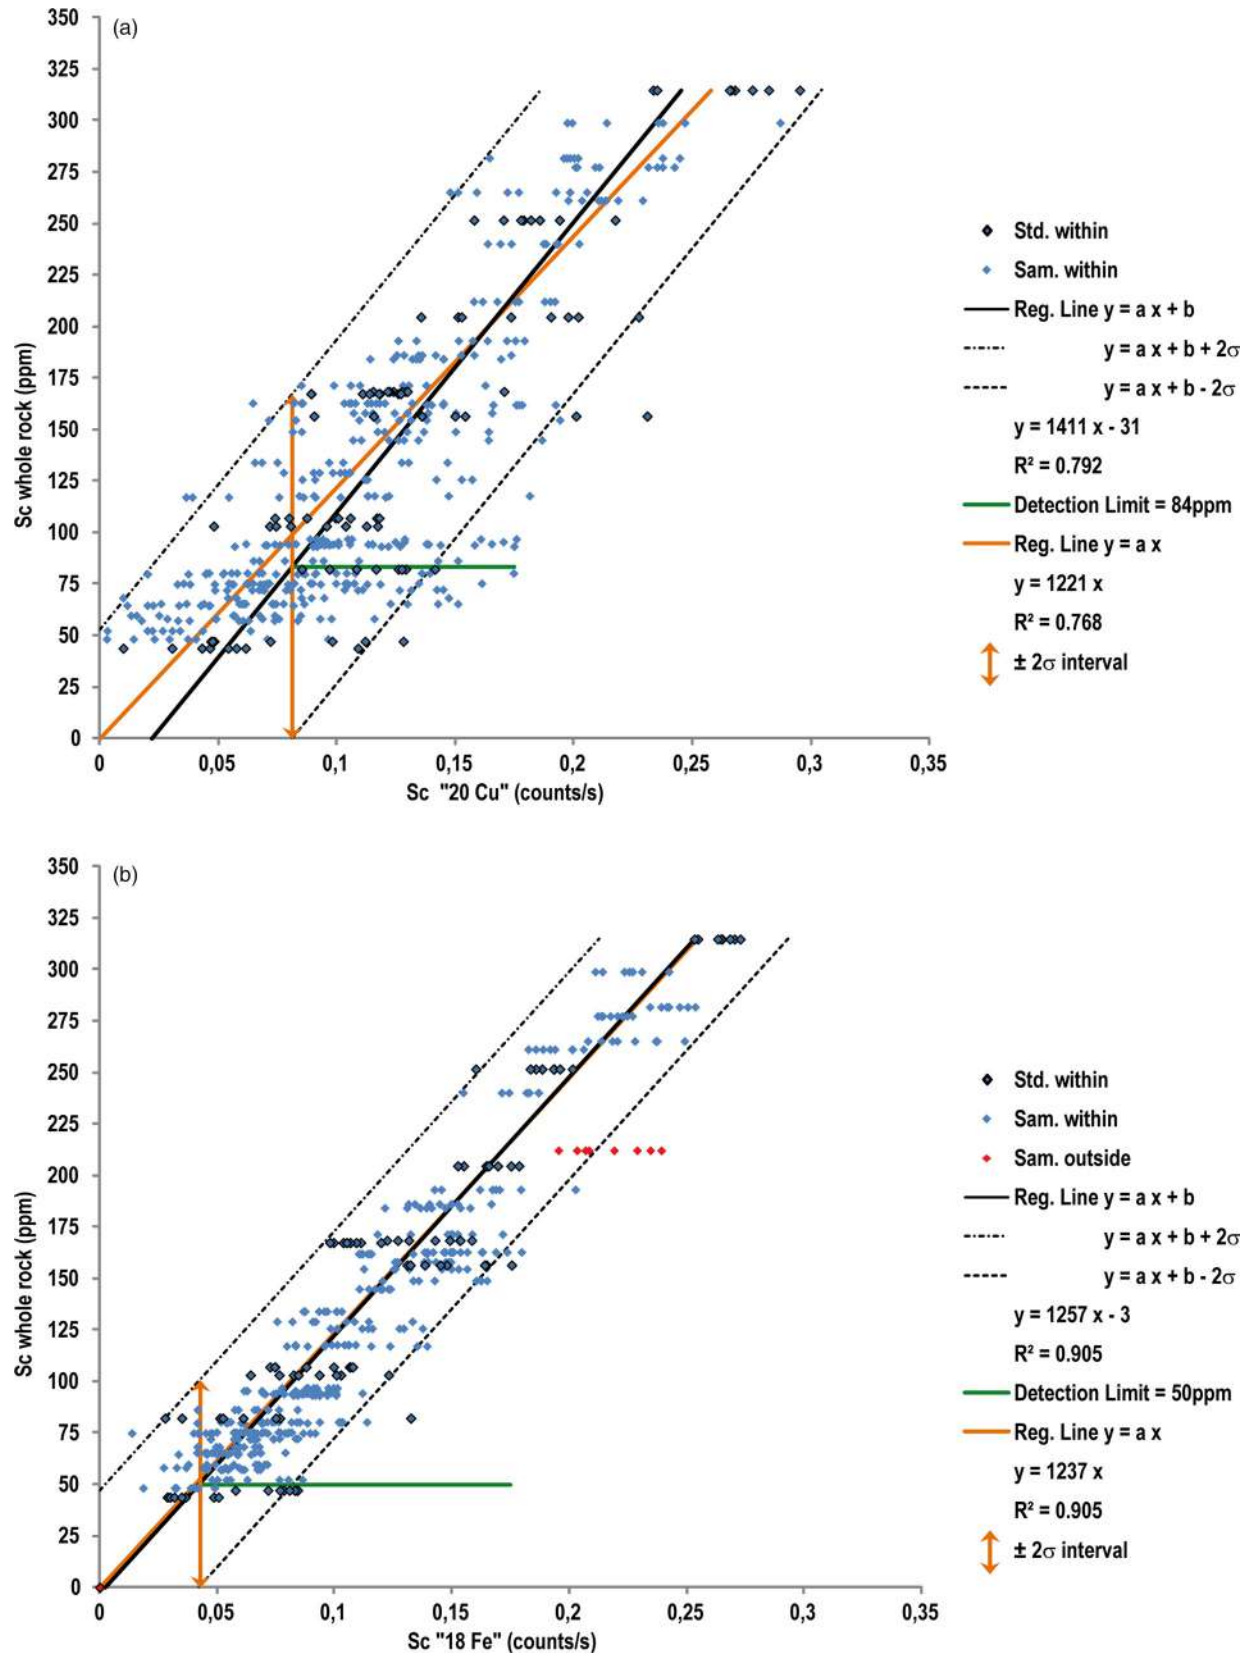 (a)
350
325
300
275
250
225
200
175
150
125
100
75
50
25
0
Sc whole rock (ppm)
0 0,05 0,1 0,15 0,2 0,25 0,3 0,35
Sc "20 Cu" (counts/s)
Std. within
Sam. within
Reg. Line y = a x + b
y = a x + b + 2σ
y = a x + b - 2σ
y = 1411 x - 31
R² = 0.792
Detection Limit = 84ppm
Reg. Line y = a x
y = 1221 x
R² = 0.768
± 2σ interval
(b)
350
325
300
275
250
225
200
175
150
125
100
75
50
25
0
Sc whole rock (ppm)
0 0,05 0,1 0,15 0,2 0,25 0,3 0,35
Sc "18 Fe" (counts/s)
Std. within
Sam. within
Sam. outside
Reg. Line y = a x + b
y = a x + b + 2σ
y = a x + b - 2σ
y = 1257 x - 3
R² = 0.905
Detection Limit = 50ppm
Reg. Line y = a x
y = 1237 x
R² = 0.905
± 2σ interval